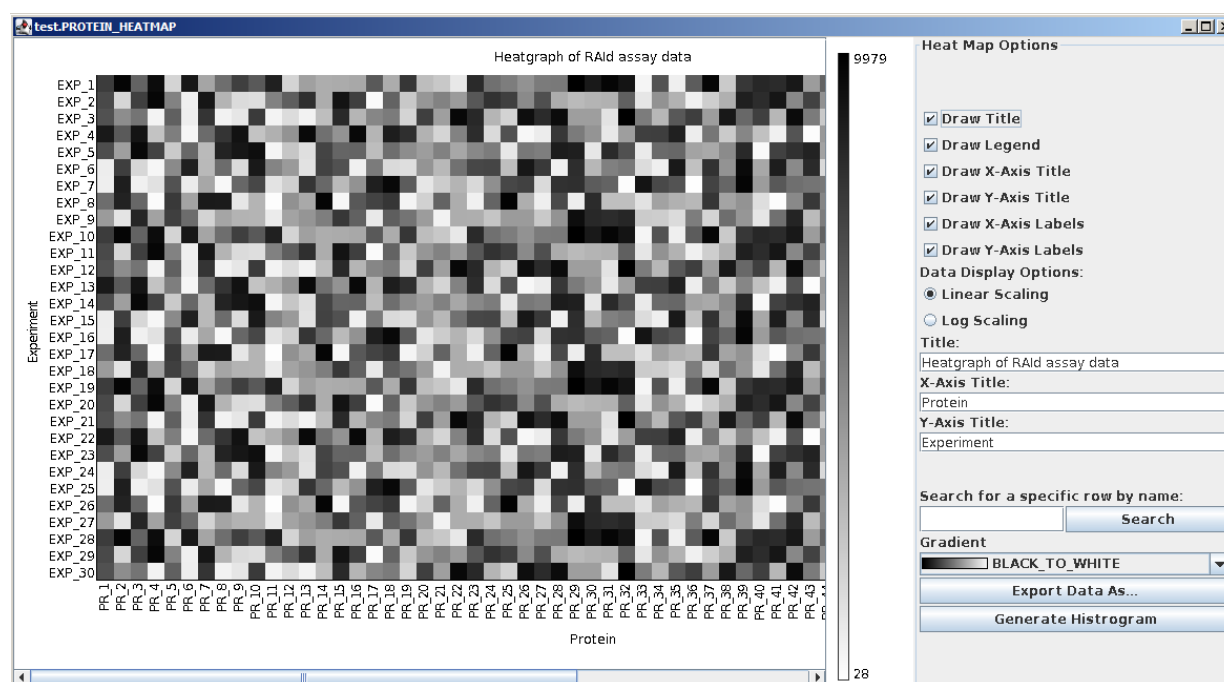 test.PROTEIN_HEATMAP
Heatgraph of RAId assay data
EXP_1
EXP_2
EXP_3
EXP_4
EXP_5
EXP_6
EXP_7
EXP_8
EXP_9
EXP_10
EXP_11
EXP_12
EXP_13
EXP_14
EXP_15
EXP_16
EXP_17
EXP_18
EXP_19
EXP_20
EXP_21
EXP_22
EXP_23
EXP_24
EXP_25
EXP_26
EXP_27
EXP_28
EXP_29
EXP_30
Experiment
PR_1
PR_2
PR_3
PR_4
PR_5
PR_6
PR_7
PR_8
PR_9
PR_10
PR_11
PR_12
PR_13
PR_14
PR_15
PR_16
PR_17
PR_18
PR_19
PR_20
PR_21
PR_22
PR_23
PR_24
PR_25
PR_26
PR_27
PR_28
PR_29
PR_30
PR_31
PR_32
PR_33
PR_34
PR_35
PR_36
PR_37
PR_38
PR_39
PR_40
PR_41
PR_42
PR_43
Protein
9979
28
Heat Map Options
Draw Title
Draw Legend
Draw X-Axis Title
Draw Y-Axis Title
Draw X-Axis Labels
Draw Y-Axis Labels
Data Display Options:
Linear Scaling
Log Scaling
Title:
Heatgraph of RAId assay data
X-Axis Title:
Protein
Y-Axis Title:
Experiment
Search for a specific row by name:
Search
Gradient
BLACK_TO_WHITE
Export Data As...
Generate Histrogram